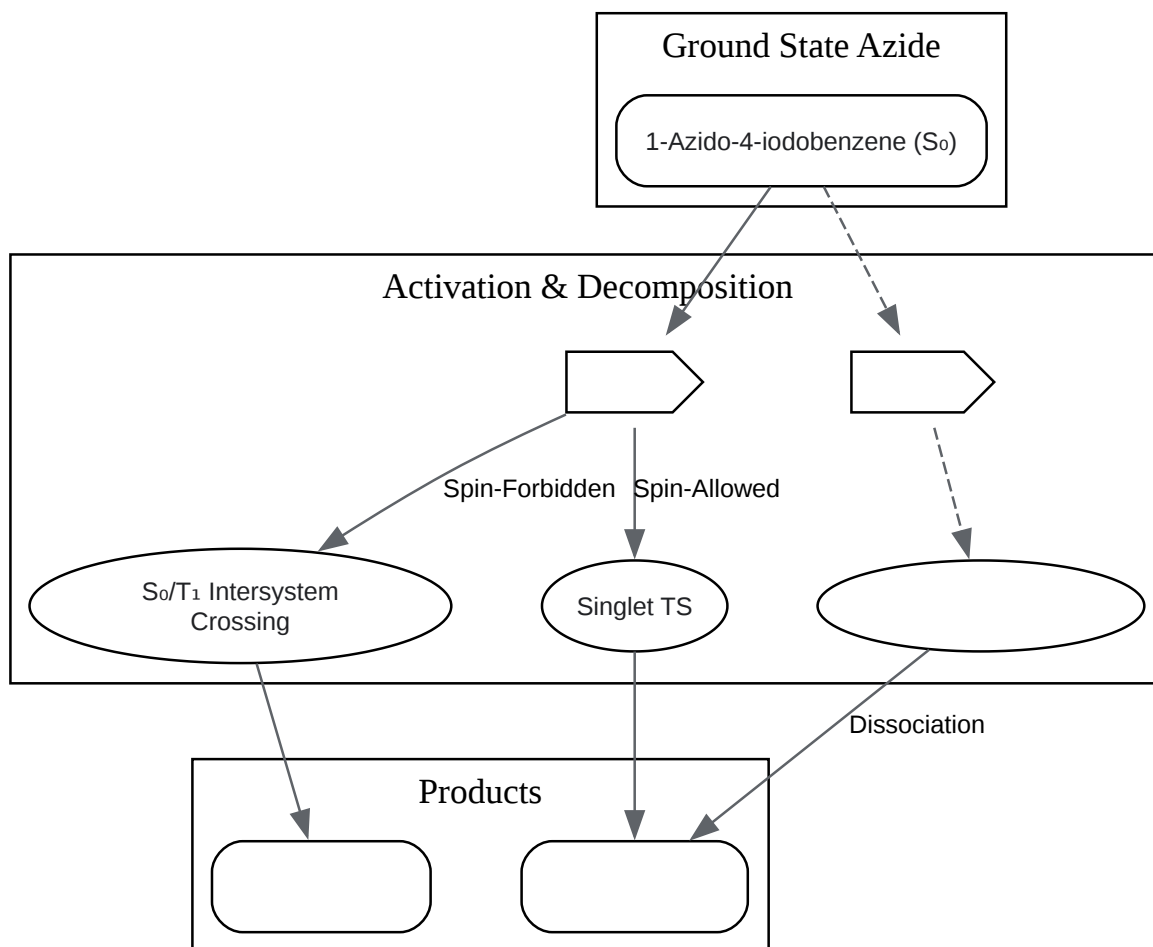 Ground State Azide
1-Azido-4-iodobenzene (S₀)
Activation & Decomposition
Spin-Forbidden
Spin-Allowed
S₀/T₁ Intersystem
Crossing
Singlet TS
Dissociation
Products